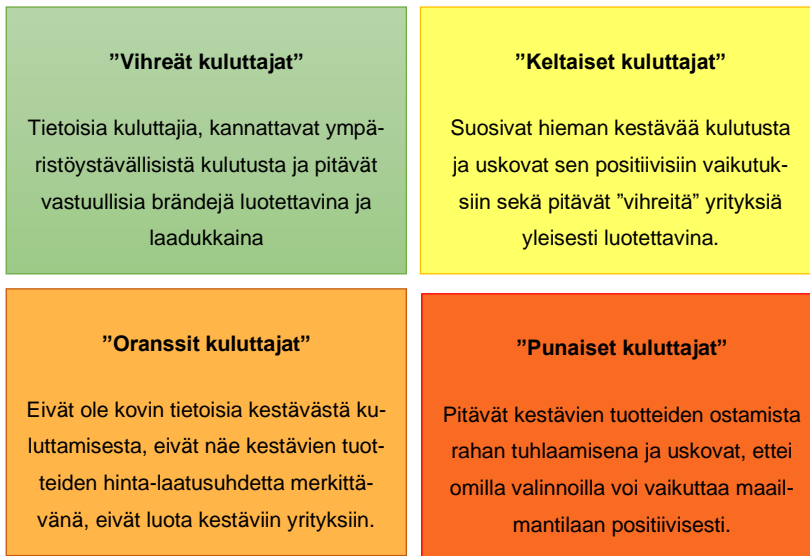 ”Vihreät kuluttajat”
Tietoisia kuluttajia, kannattavat ympä-
ristöystävällisistä kulutusta ja pitävät
vastuullisia brändejä luotettavina ja
laadukkaina
”Keltaiset kuluttajat”
Suosivat hieman kestävää kulutusta
ja uskovat sen positiivisiin vaikutuk-
siin sekä pitävät ”vihreitä” yrityksiä
yleisesti luotettavina.
”Oranssit kuluttajat”
Eivät ole kovin tietoisia kestävästä ku-
luttamisesta, eivät näe kestävien tuot-
teiden hinta-laatusuhdetta merkittä-
vänä, eivät luota kestäviin yrityksiin.
”Punaiset kuluttajat”
Pitävät kestävien tuotteiden ostamista
rahan tuhlaamisena ja uskovat, ettei
omilla valinnoilla voi vaikuttaa maail-
mantilaan positiivisesti.